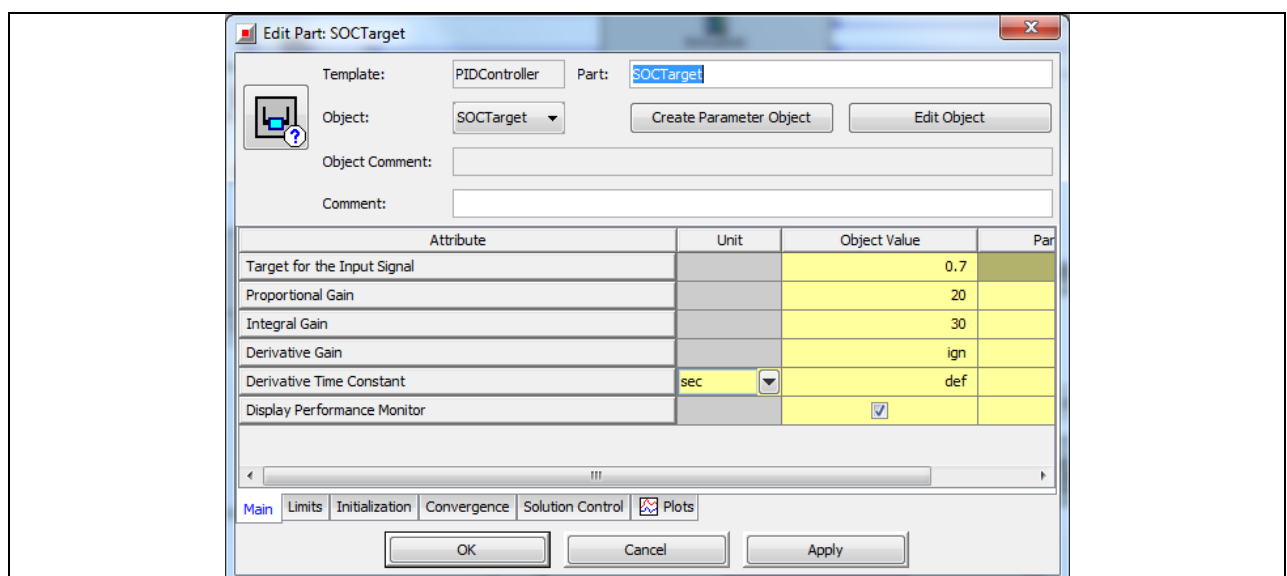 Edit Part: SOCTarget
Template: PIDController Part: SOCTarget
Object: SOCTarget Create Parameter Object Edit Object
Object Comment:
Comment:
Attribute Unit Object Value Par
Target for the Input Signal 0.7
Proportional Gain 20
Integral Gain 30
Derivative Gain ign
Derivative Time Constant sec def
Display Performance Monitor
Main Limits Initialization Convergence Solution Control Plots
OK Cancel Apply